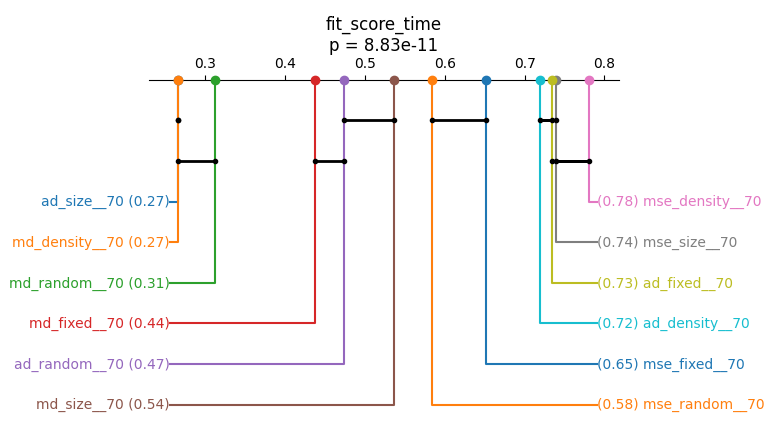 fit_score_time
p = 8.83e-11
0.3 0.4 0.5 0.6 0.7 0.8
ad_size__70 (0.27) (0.78) mse_density__70
md_density__70 (0.27) (0.74) mse_size__70
md_random__70 (0.31) (0.73) ad_fixed__70
md_fixed__70 (0.44) (0.72) ad_density__70
ad_random__70 (0.47) (0.65) mse_fixed__70
md_size__70 (0.54) (0.58) mse_random__70